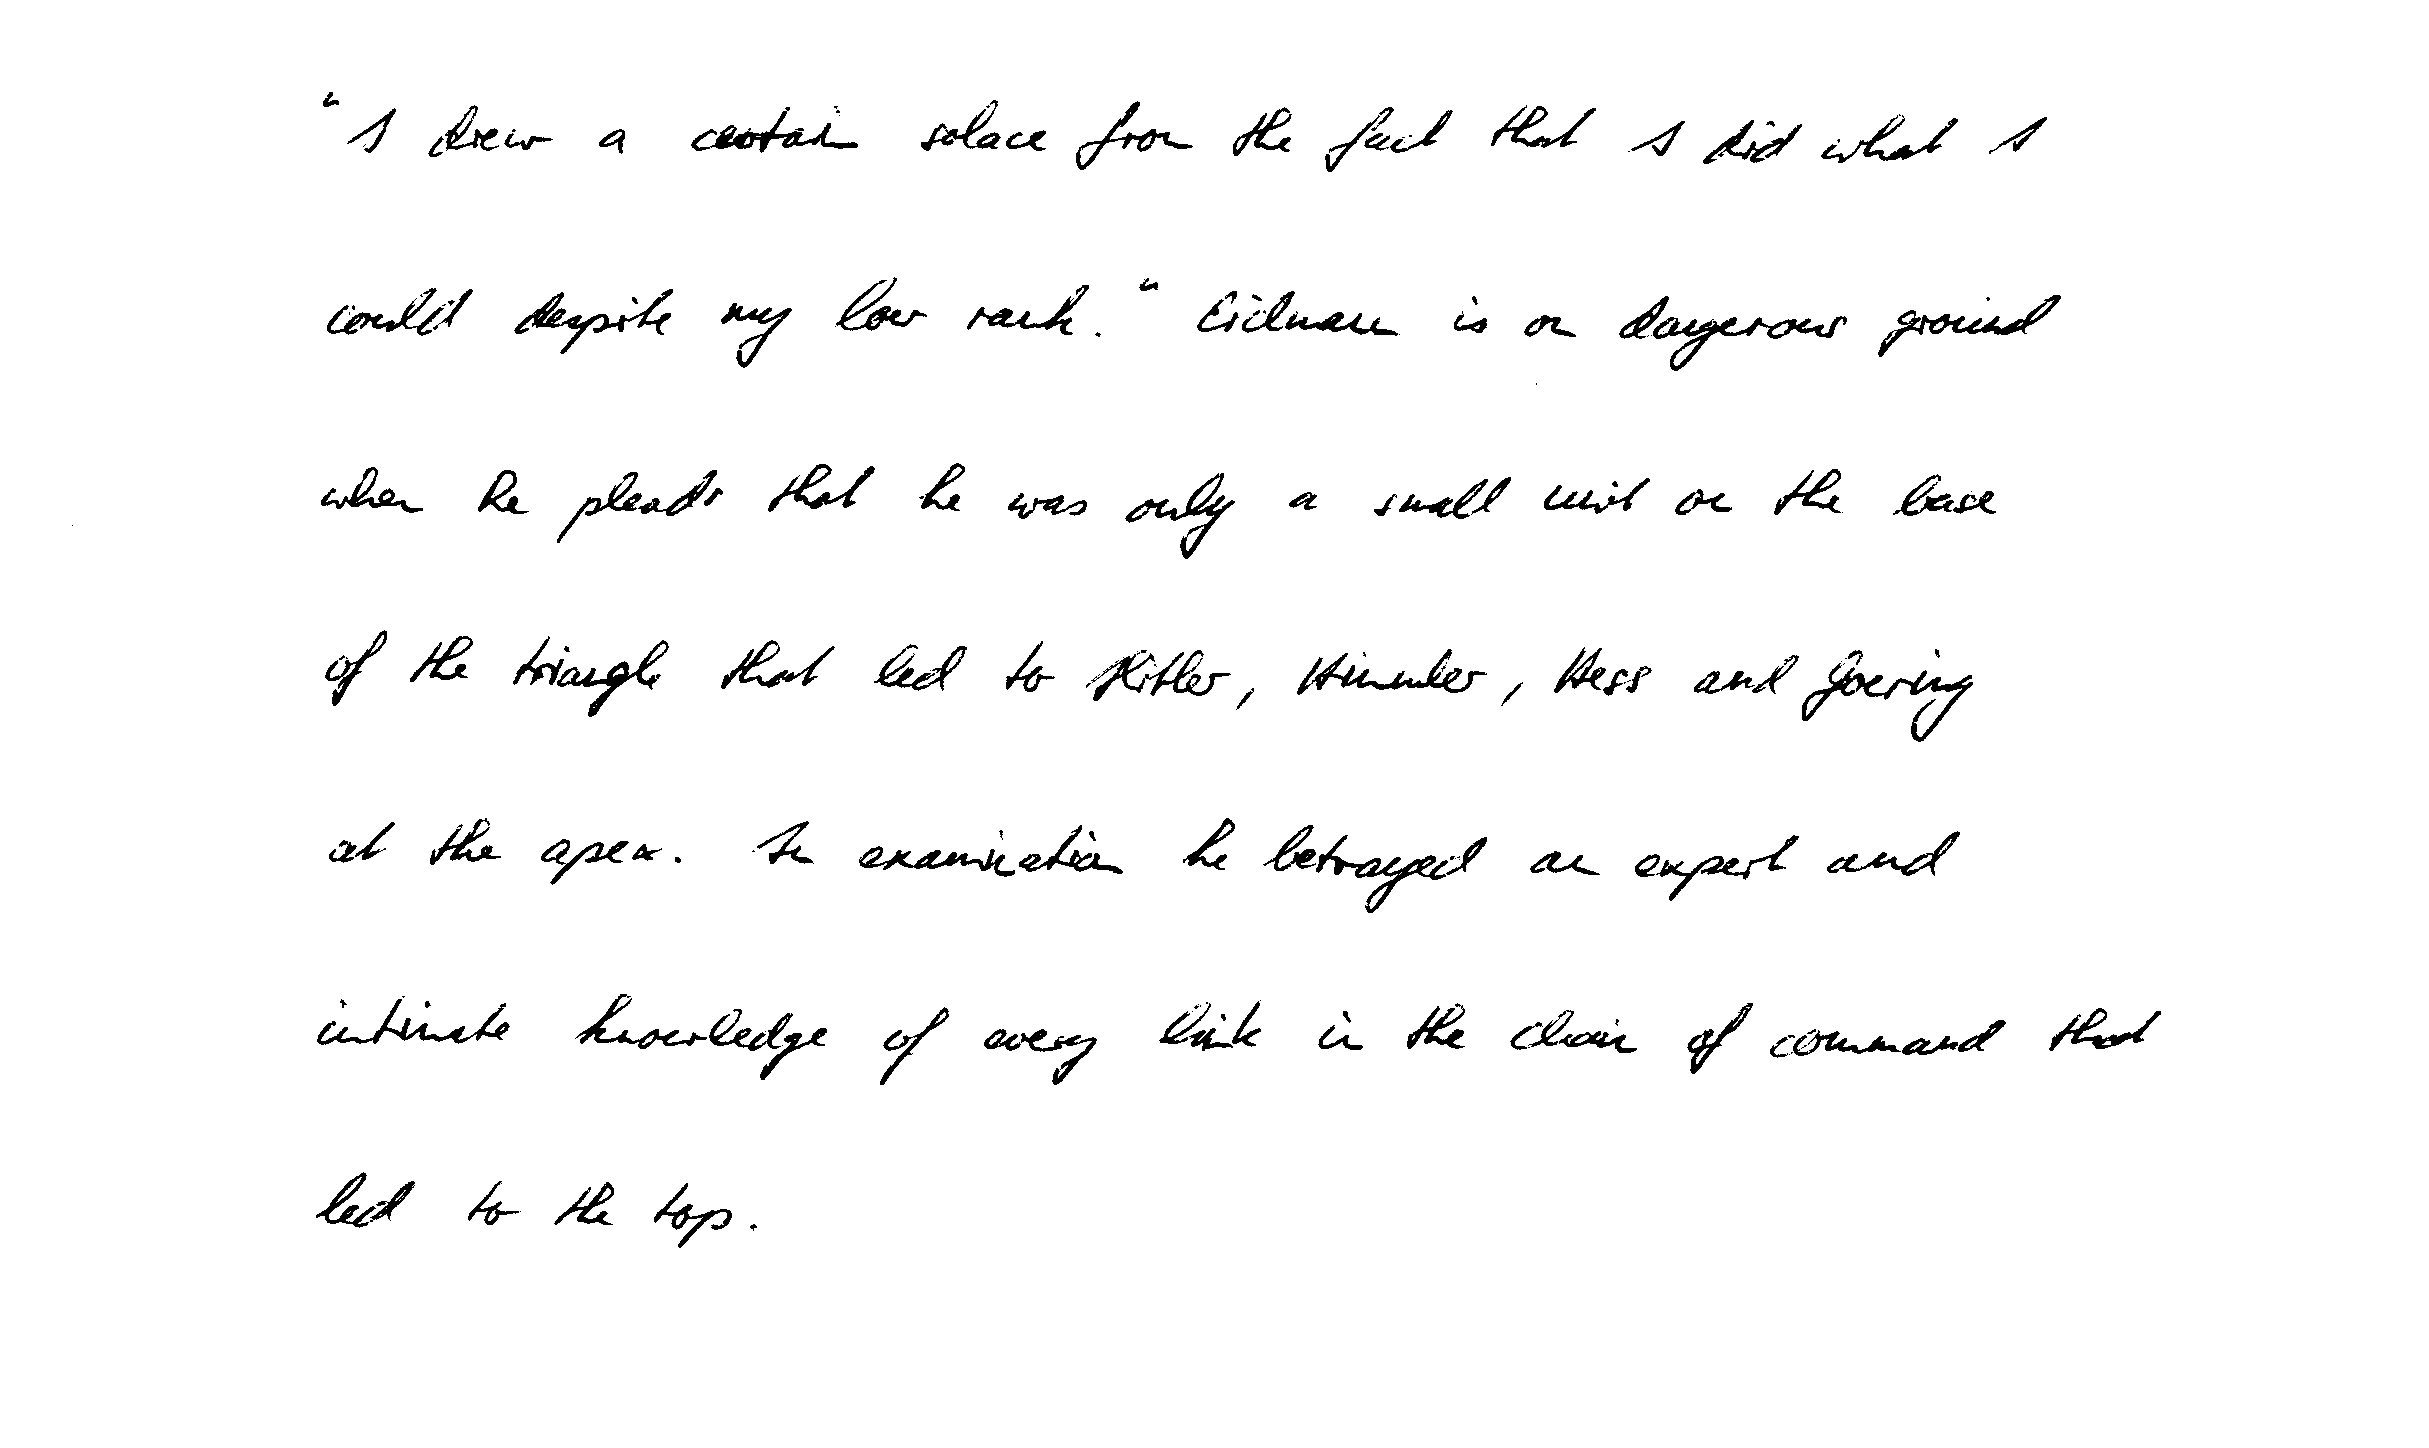 "I drew a certain solace from the fact that I did what I
could despite my low rank." Eichmann is on dangerous ground
when he pleads that he was only a small unit on the base
of the triangle that led to Hitler, Himmler, Hess and Goering
at the apex. In examination he betrayed an expert and
intimate knowledge of every link in the chain of command that
led to the top.